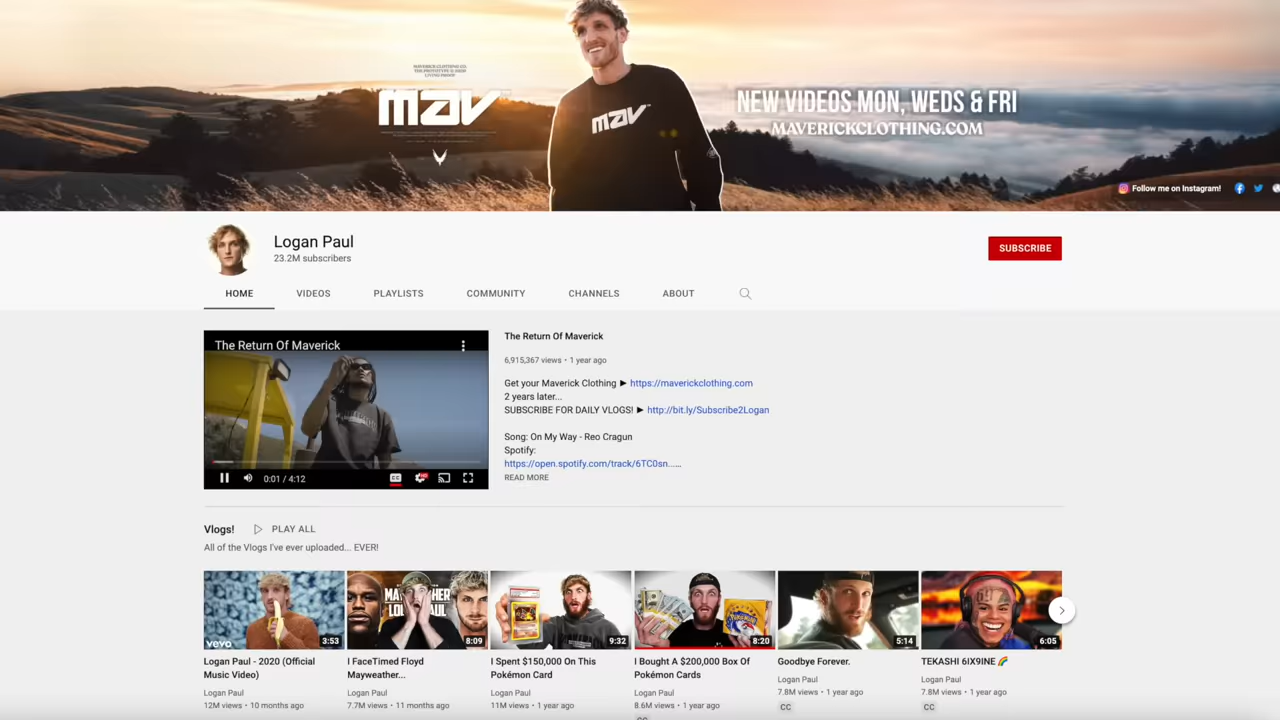 mav
NEW VIDEOS MON, WEDS & FRI
MAVERICKCLOTHING.COM
mav
Follow me on Instagram!
Logan Paul
23.2M subscribers
SUBSCRIBE
HOME VIDEOS PLAYLISTS COMMUNITY CHANNELS ABOUT
The Return Of Maverick
0:01 / 4:12
CC
HD
The Return Of Maverick
6,915,367 views • 1 year ago
Get your Maverick Clothing ► https://maverickclothing.com
2 years later...
SUBSCRIBE FOR DAILY VLOGS! ► http://bit.ly/Subscribe2Logan
Song: On My Way - Reo Cragun
Spotify:
https://open.spotify.com/track/6TC0sn...…
READ MORE
Vlogs! PLAY ALL
All of the Vlogs I've ever uploaded... EVER!
vevo
3:53
8:09
9:32
8:20
5:14
6:05
Logan Paul - 2020 (Official
Music Video)
Logan Paul
12M views • 10 months ago
I FaceTimed Floyd
Mayweather...
Logan Paul
7.7M views • 11 months ago
I Spent $150,000 On This
Pokémon Card
Logan Paul
11M views • 1 year ago
I Bought A $200,000 Box Of
Pokémon Cards
Logan Paul
8.6M views • 1 year ago
Goodbye Forever.
Logan Paul
7.8M views • 1 year ago
CC
TEKASHI 6IX9INE 🌈
Logan Paul
7.8M views • 1 year ago
CC